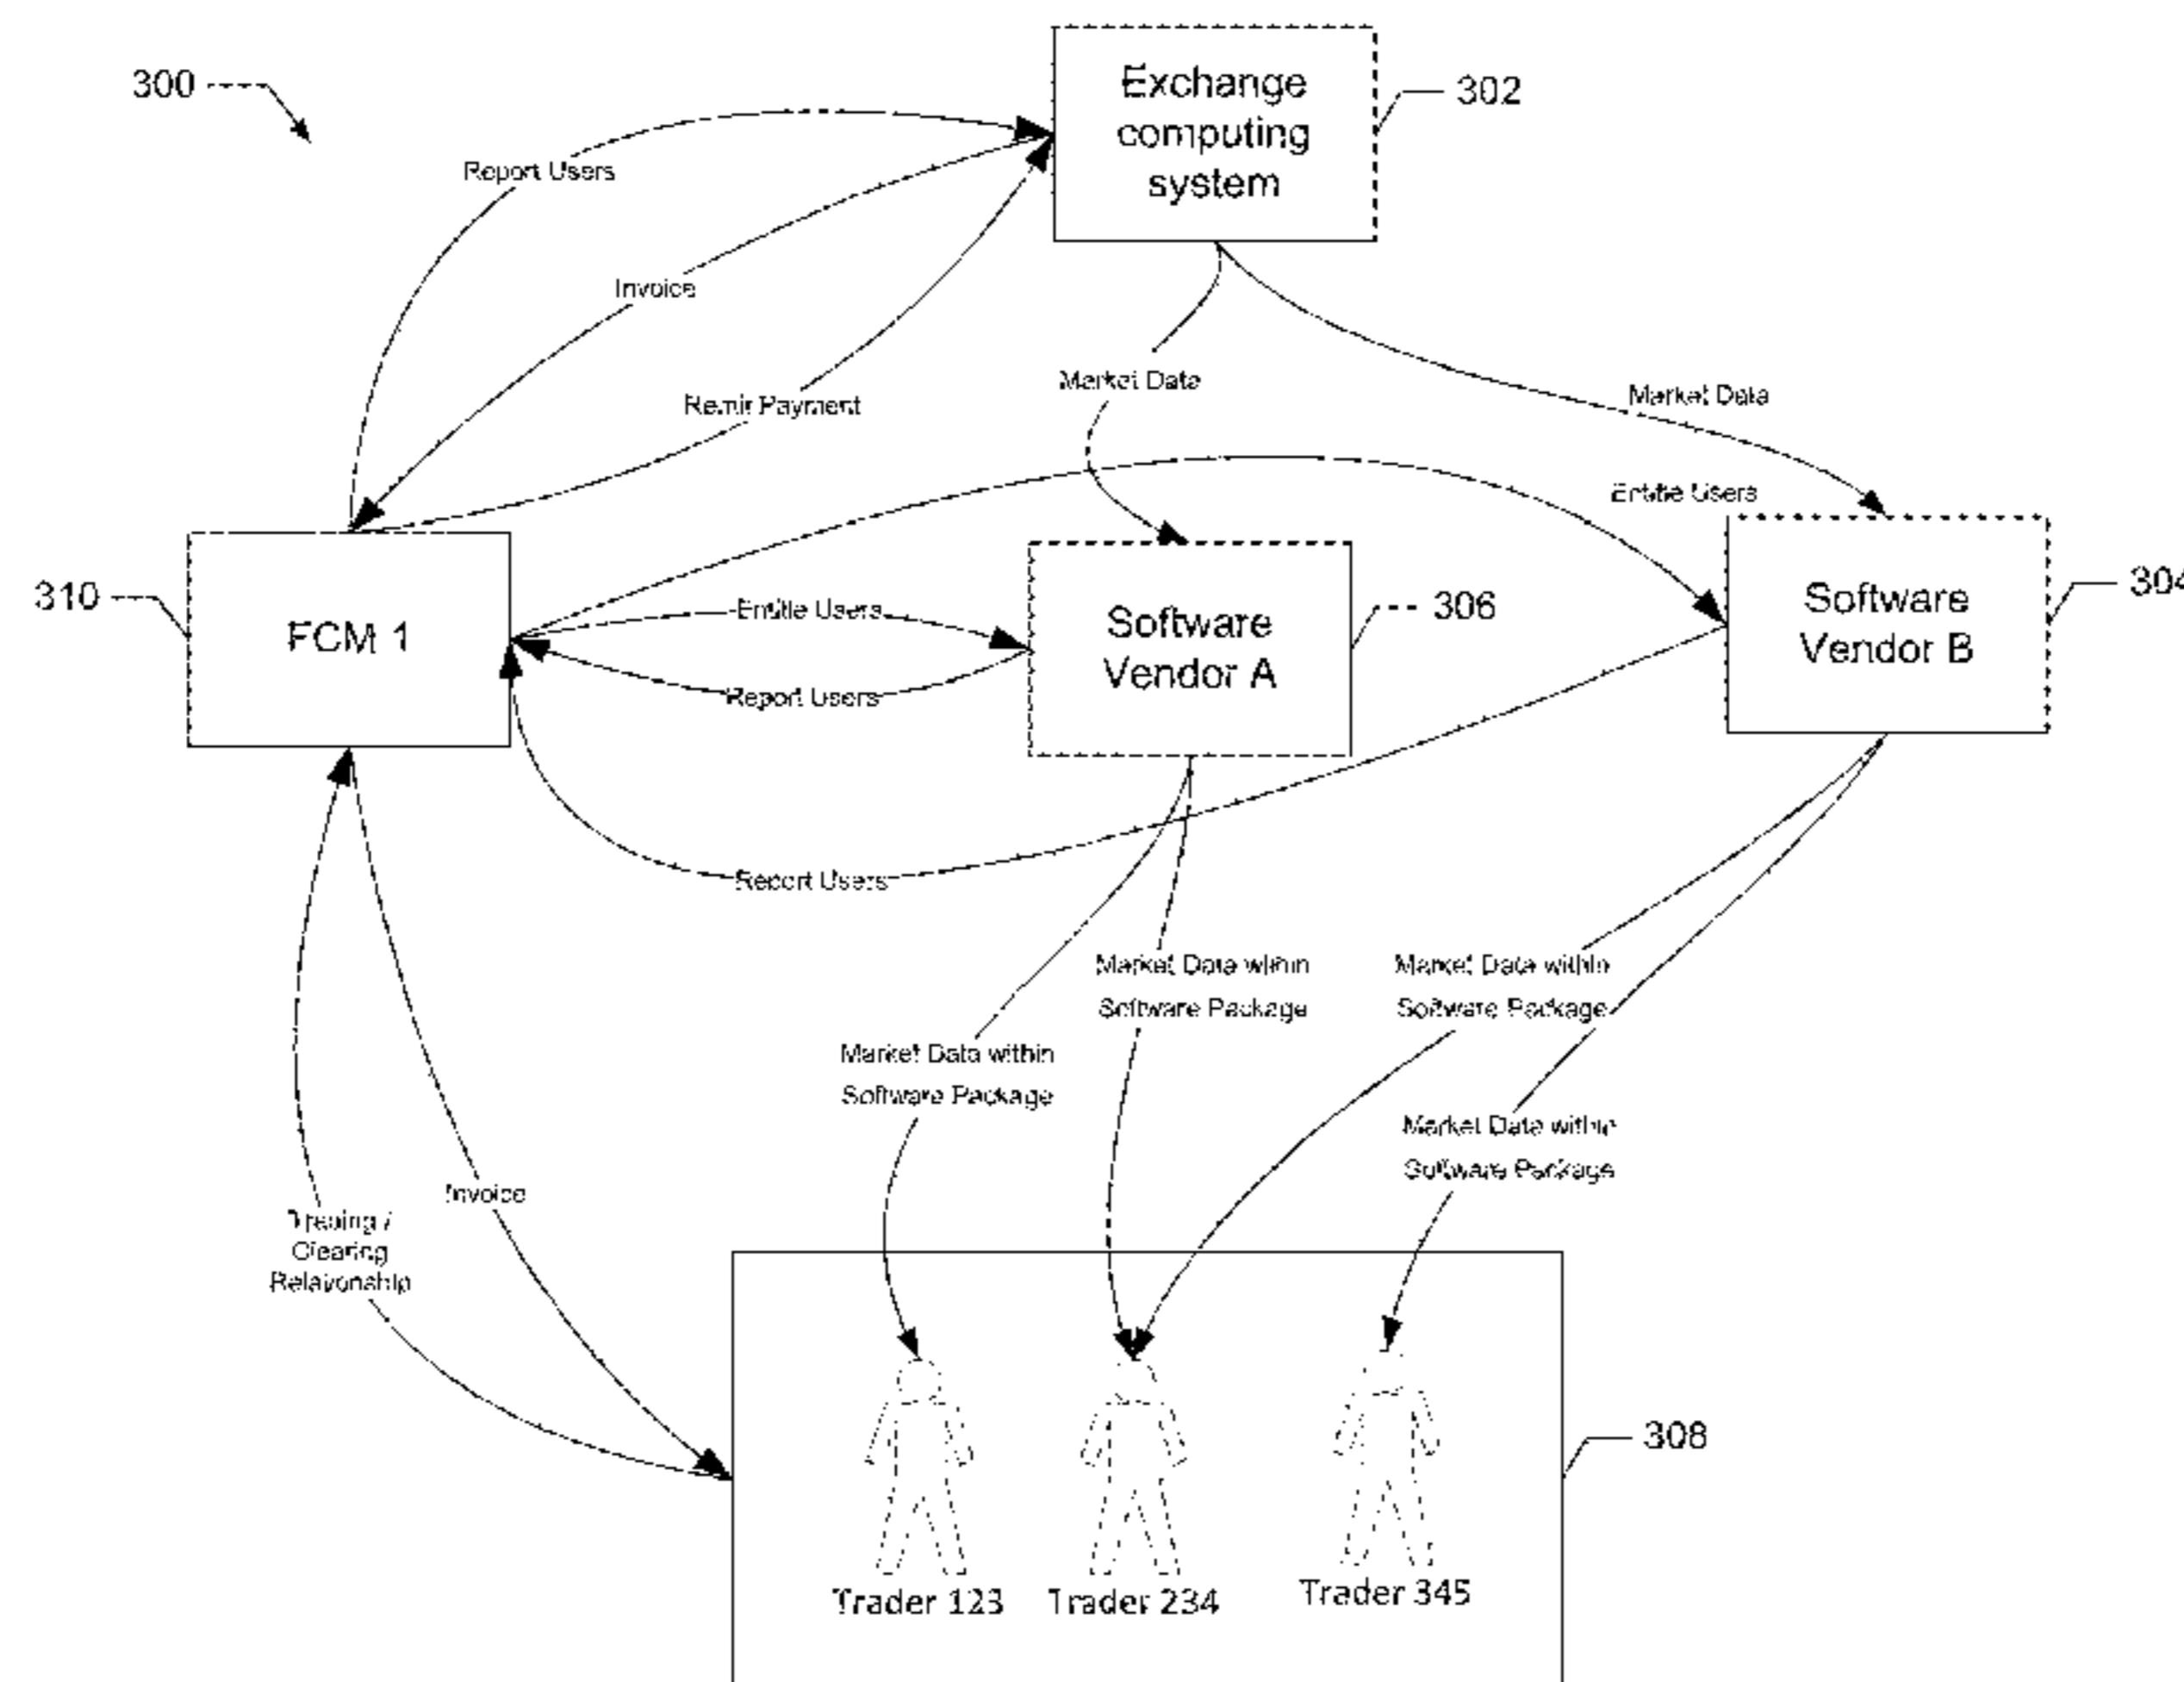 300
Exchange
computing
system
302
Report Users
Invoice
Remit Payment
Market Data
Market Data
Entitle Users
310
FCM 1
Entitle Users
Report Users
Software
Vendor A
306
Software
Vendor B
304
Report Users
Market Data within
Software Package
Market Data within
Software Package
Market Data within
Software Package
Market Data within
Software Package
Invoice
Trading /
Clearing
Relationship
308
Trader 123
Trader 234
Trader 345